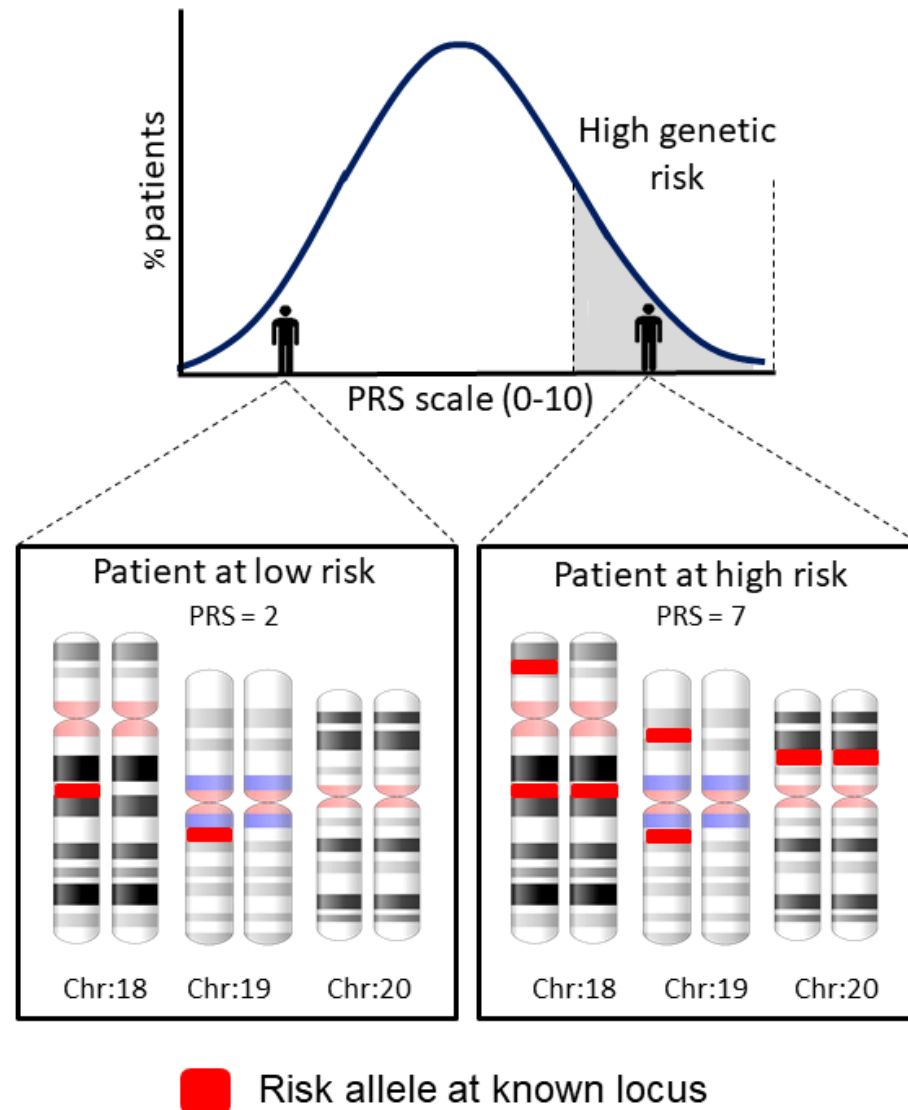 % patients
High genetic
risk
PRS scale (0-10)
Patient at low risk
PRS = 2
Chr:18 Chr:19 Chr:20
Patient at high risk
PRS = 7
Chr:18 Chr:19 Chr:20
Risk allele at known locus